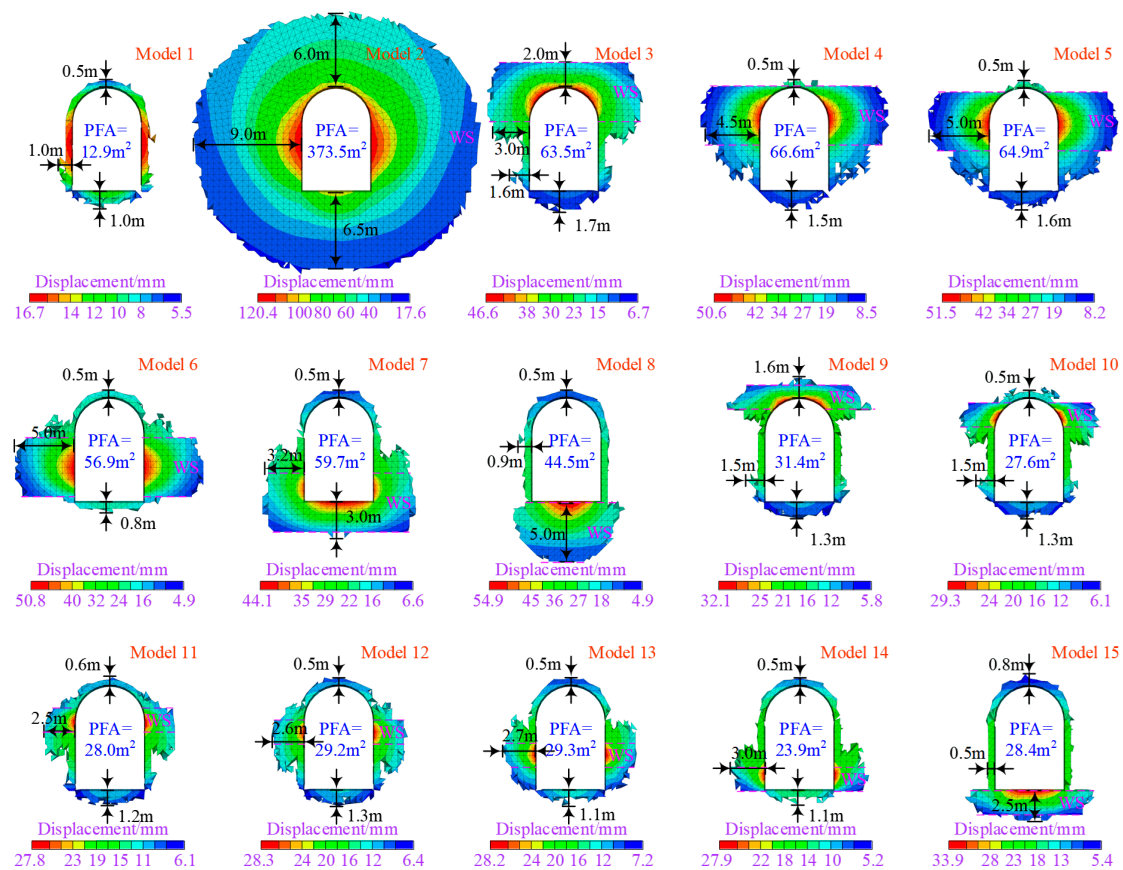 Model 1
0.5m
PFA=
12.9m²
1.0m
1.0m
Displacement/mm
16.7 14 12 10 8 5.5
Model 2
6.0m
9.0m
PFA=
373.5m²
WS
6.5m
Displacement/mm
120.4 100 80 60 40 17.6
Model 3
2.0m
WS
PFA=
63.5m²
3.0m
1.6m
1.7m
Displacement/mm
46.6 38 30 23 15 6.7
Model 4
0.5m
4.5m
PFA=
66.6m²
WS
1.5m
Displacement/mm
50.6 42 34 27 19 8.5
Model 5
0.5m
5.0m
PFA=
64.9m²
WS
1.6m
Displacement/mm
51.5 42 34 27 19 8.2
Model 6
0.5m
5.0m
PFA=
56.9m²
WS
0.8m
Displacement/mm
50.8 40 32 24 16 4.9
Model 7
0.5m
PFA=
59.7m²
3.2m
WS
3.0m
Displacement/mm
44.1 35 29 22 16 6.6
Model 8
0.5m
PFA=
44.5m²
0.9m
WS
5.0m
Displacement/mm
54.9 45 36 27 18 4.9
Model 9
1.6m
WS
PFA=
31.4m²
1.5m
1.3m
Displacement/mm
32.1 25 21 16 12 5.8
Model 10
0.5m
WS
PFA=
27.6m²
1.5m
1.3m
Displacement/mm
29.3 24 20 16 12 6.1
Model 11
0.6m
WS
2.5m
PFA=
28.0m²
1.2m
Displacement/mm
27.8 23 19 15 11 6.1
Model 12
0.5m
PFA=
29.2m²
2.6m
WS
1.3m
Displacement/mm
28.3 24 20 16 12 6.4
Model 13
0.5m
PFA=
29.3m²
2.7m
WS
1.1m
Displacement/mm
28.2 24 20 16 12 7.2
Model 14
0.5m
PFA=
23.9m²
3.0m
WS
1.1m
Displacement/mm
27.9 22 18 14 10 5.2
Model 15
0.8m
PFA=
28.4m²
0.5m
2.5m
WS
Displacement/mm
33.9 28 23 18 13 5.4